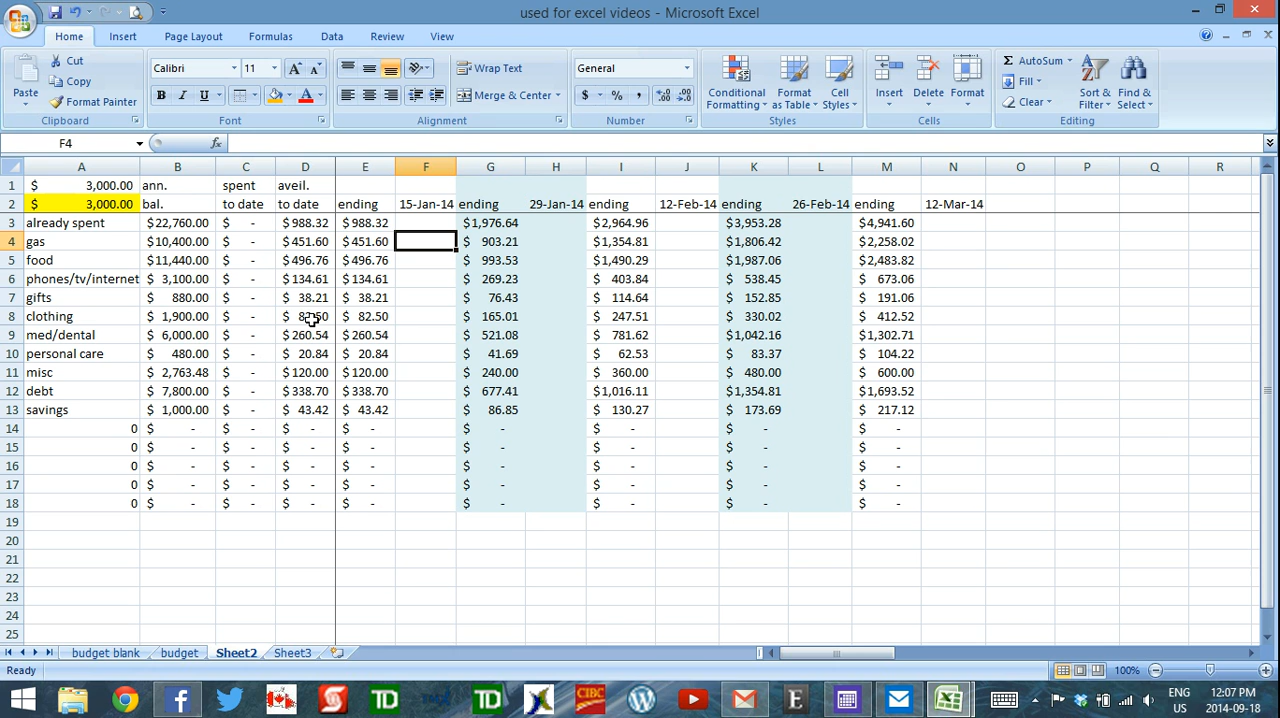 used for excel videos - Microsoft Excel
Home Insert Page Layout Formulas Data Review View
Paste Cut Copy Format Painter Clipboard
Calibri 11 A A B I U A Font
Wrap Text Merge & Center Alignment
General $ % , Number
Conditional Formatting Format as Table Cell Styles Styles
Insert Delete Format Cells
Σ AutoSum Fill Clear Sort & Filter Find & Select Editing
F4 fx
A B C D E F G H I J K L M N O P Q R
1 $ 3,000.00 ann. spent aveil.
2 $ 3,000.00 bal. to date to date ending 15-Jan-14 ending 29-Jan-14 ending 12-Feb-14 ending 26-Feb-14 ending 12-Mar-14
3 already spent $22,760.00 $ - $ 988.32 $ 988.32 $1,976.64 $2,964.96 $3,953.28 $4,941.60
4 gas $10,400.00 $ - $ 451.60 $ 451.60 $ 903.21 $1,354.81 $1,806.42 $2,258.02
5 food $11,440.00 $ - $ 496.76 $ 496.76 $ 993.53 $1,490.29 $1,987.06 $2,483.82
6 phones/tv/internet $ 3,100.00 $ - $ 134.61 $ 134.61 $ 269.23 $ 403.84 $ 538.45 $ 673.06
7 gifts $ 880.00 $ - $ 38.21 $ 38.21 $ 76.43 $ 114.64 $ 152.85 $ 191.06
8 clothing $ 1,900.00 $ - $ 82.50 $ 82.50 $ 165.01 $ 247.51 $ 330.02 $ 412.52
9 med/dental $ 6,000.00 $ - $ 260.54 $ 260.54 $ 521.08 $ 781.62 $1,042.16 $1,302.71
10 personal care $ 480.00 $ - $ 20.84 $ 20.84 $ 41.69 $ 62.53 $ 83.37 $ 104.22
11 misc $ 2,763.48 $ - $ 120.00 $ 120.00 $ 240.00 $ 360.00 $ 480.00 $ 600.00
12 debt $ 7,800.00 $ - $ 338.70 $ 338.70 $ 677.41 $1,016.11 $1,354.81 $1,693.52
13 savings $ 1,000.00 $ - $ 43.42 $ 43.42 $ 86.85 $ 130.27 $ 173.69 $ 217.12
14 0 $ - $ - $ - $ - $ - $ - $ - $ -
15 0 $ - $ - $ - $ - $ - $ - $ - $ -
16 0 $ - $ - $ - $ - $ - $ - $ - $ -
17 0 $ - $ - $ - $ - $ - $ - $ - $ -
18 0 $ - $ - $ - $ - $ - $ - $ - $ -
19
20
21
22
23
24
25
budget blank budget Sheet2 Sheet3
Ready 100%
TD TD CIBC E ENG 12:07 PM
US 2014-09-18